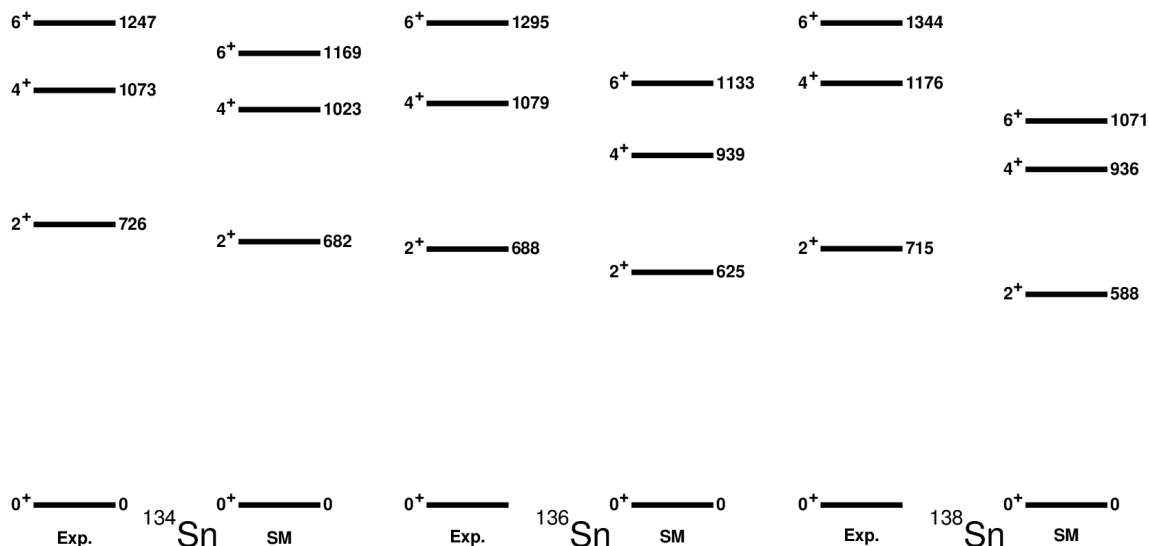 6+ 1247
4+ 1073
2+ 726
0+ 0
Exp.
134Sn
6+ 1169
4+ 1023
2+ 682
0+ 0
SM
6+ 1295
4+ 1079
2+ 688
0+
Exp.
136Sn
6+ 1133
4+ 939
2+ 625
0+ 0
SM
6+ 1344
4+ 1176
2+ 715
0+
Exp.
138Sn
6+ 1071
4+ 936
2+ 588
0+ 0
SM